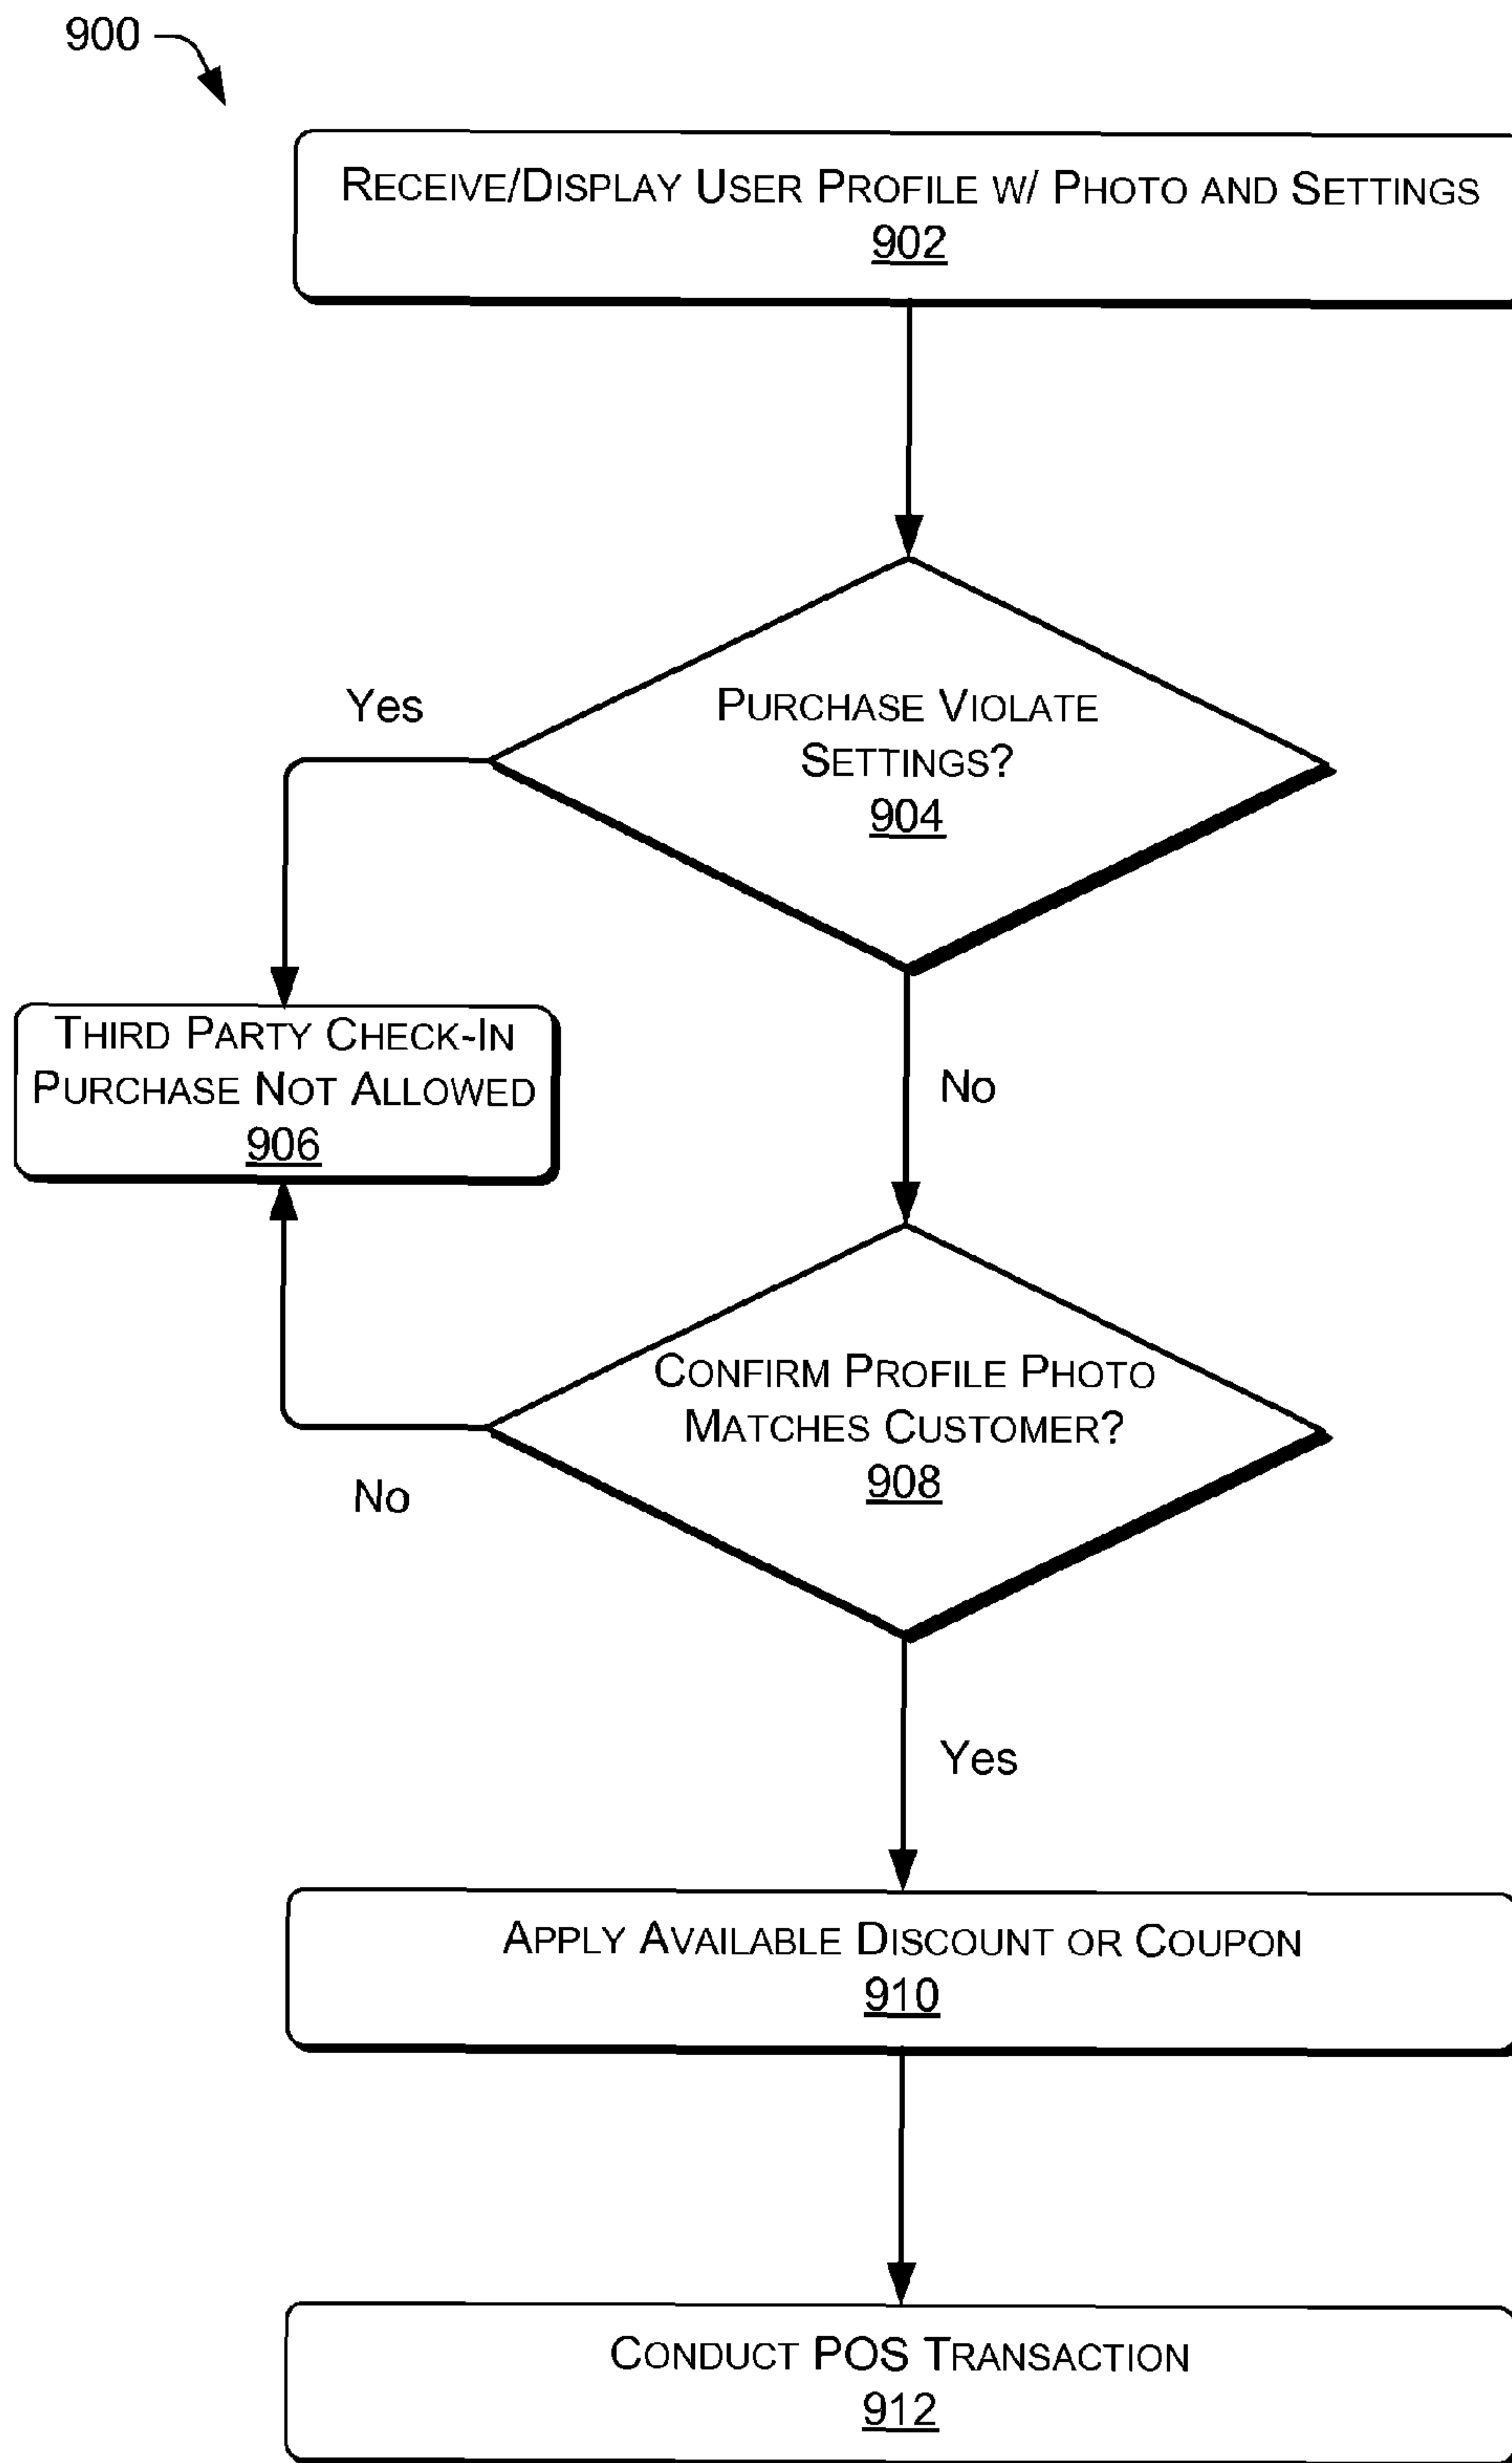 900
RECEIVE/DISPLAY USER PROFILE W/ PHOTO AND SETTINGS
902
PURCHASE VIOLATE
SETTINGS?
904
Yes
THIRD PARTY CHECK-IN
PURCHASE NOT ALLOWED
906
No
CONFIRM PROFILE PHOTO
MATCHES CUSTOMER?
908
No
Yes
APPLY AVAILABLE DISCOUNT OR COUPON
910
CONDUCT POS TRANSACTION
912